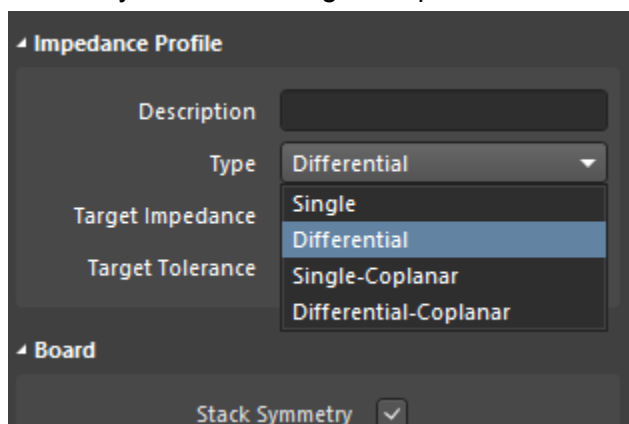 Impedance Profile
Description
Type Differential
Target Impedance Single
Differential
Target Tolerance Single-Coplanar
Differential-Coplanar
Board
Stack Symmetry